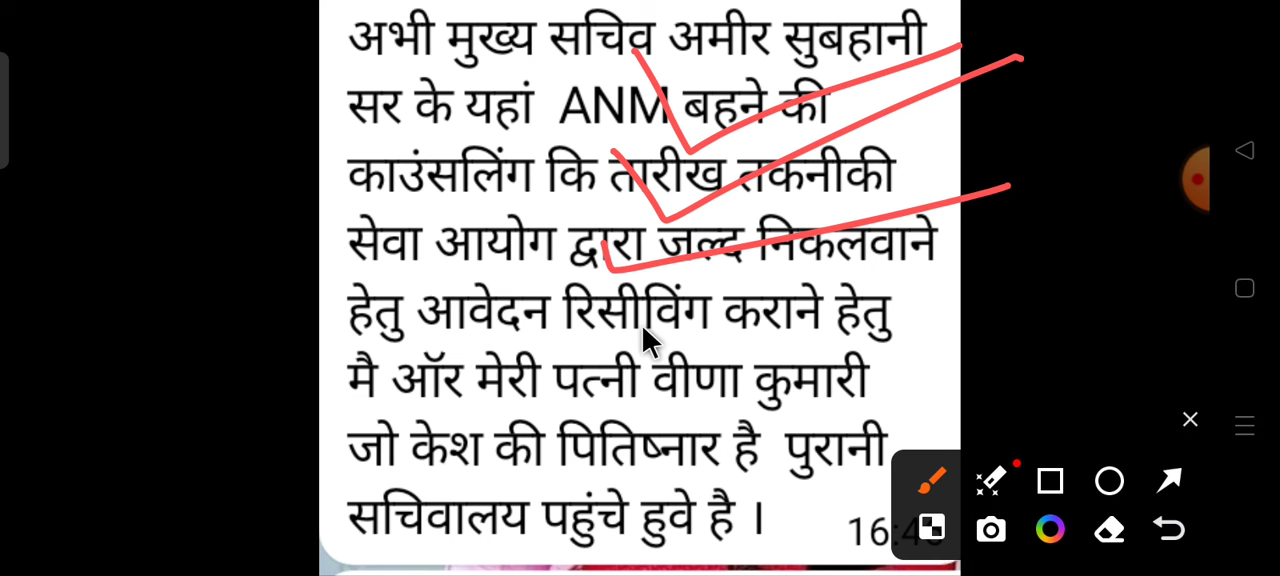 अभी मुख्य सचिव अमीर सुबहानी
सर के यहां ANM बहने की
काउंसलिंग कि तारीख तकनीकी
सेवा आयोग द्वारा जल्द निकलवाने
हेतु आवेदन रिसीविंग कराने हेतु
मै ऑर मेरी पत्नी वीणा कुमारी
जो केश की पितिष्नार है पुरानी
सचिवालय पहुंचे हुवे है ।